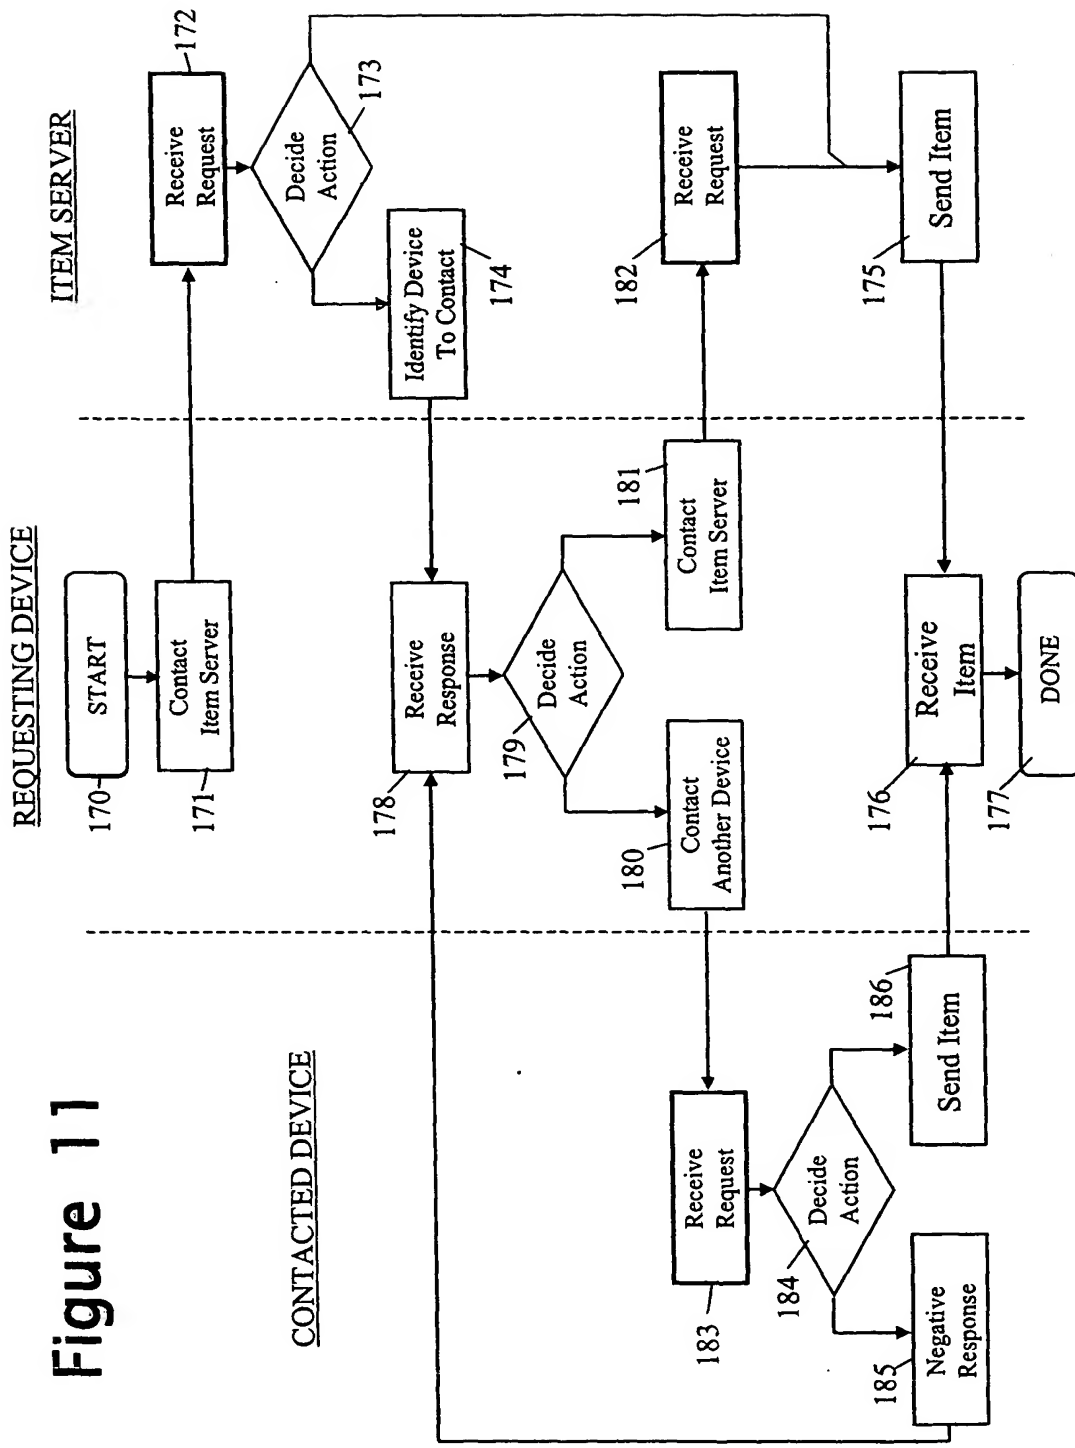 Figure 11
CONTACTED DEVICE
REQUESTING DEVICE
ITEM SERVER
START
170
Contact
Item Server
171
Receive
Request
172
Decide
Action
173
Identify Device
To Contact
174
Receive
Response
178
Decide
Action
179
Contact
Another Device
180
Contact
Item Server
181
Receive
Request
182
Receive
Request
183
Decide
Action
184
Negative
Response
185
Send Item
186
Send Item
175
Receive
Item
176
DONE
177